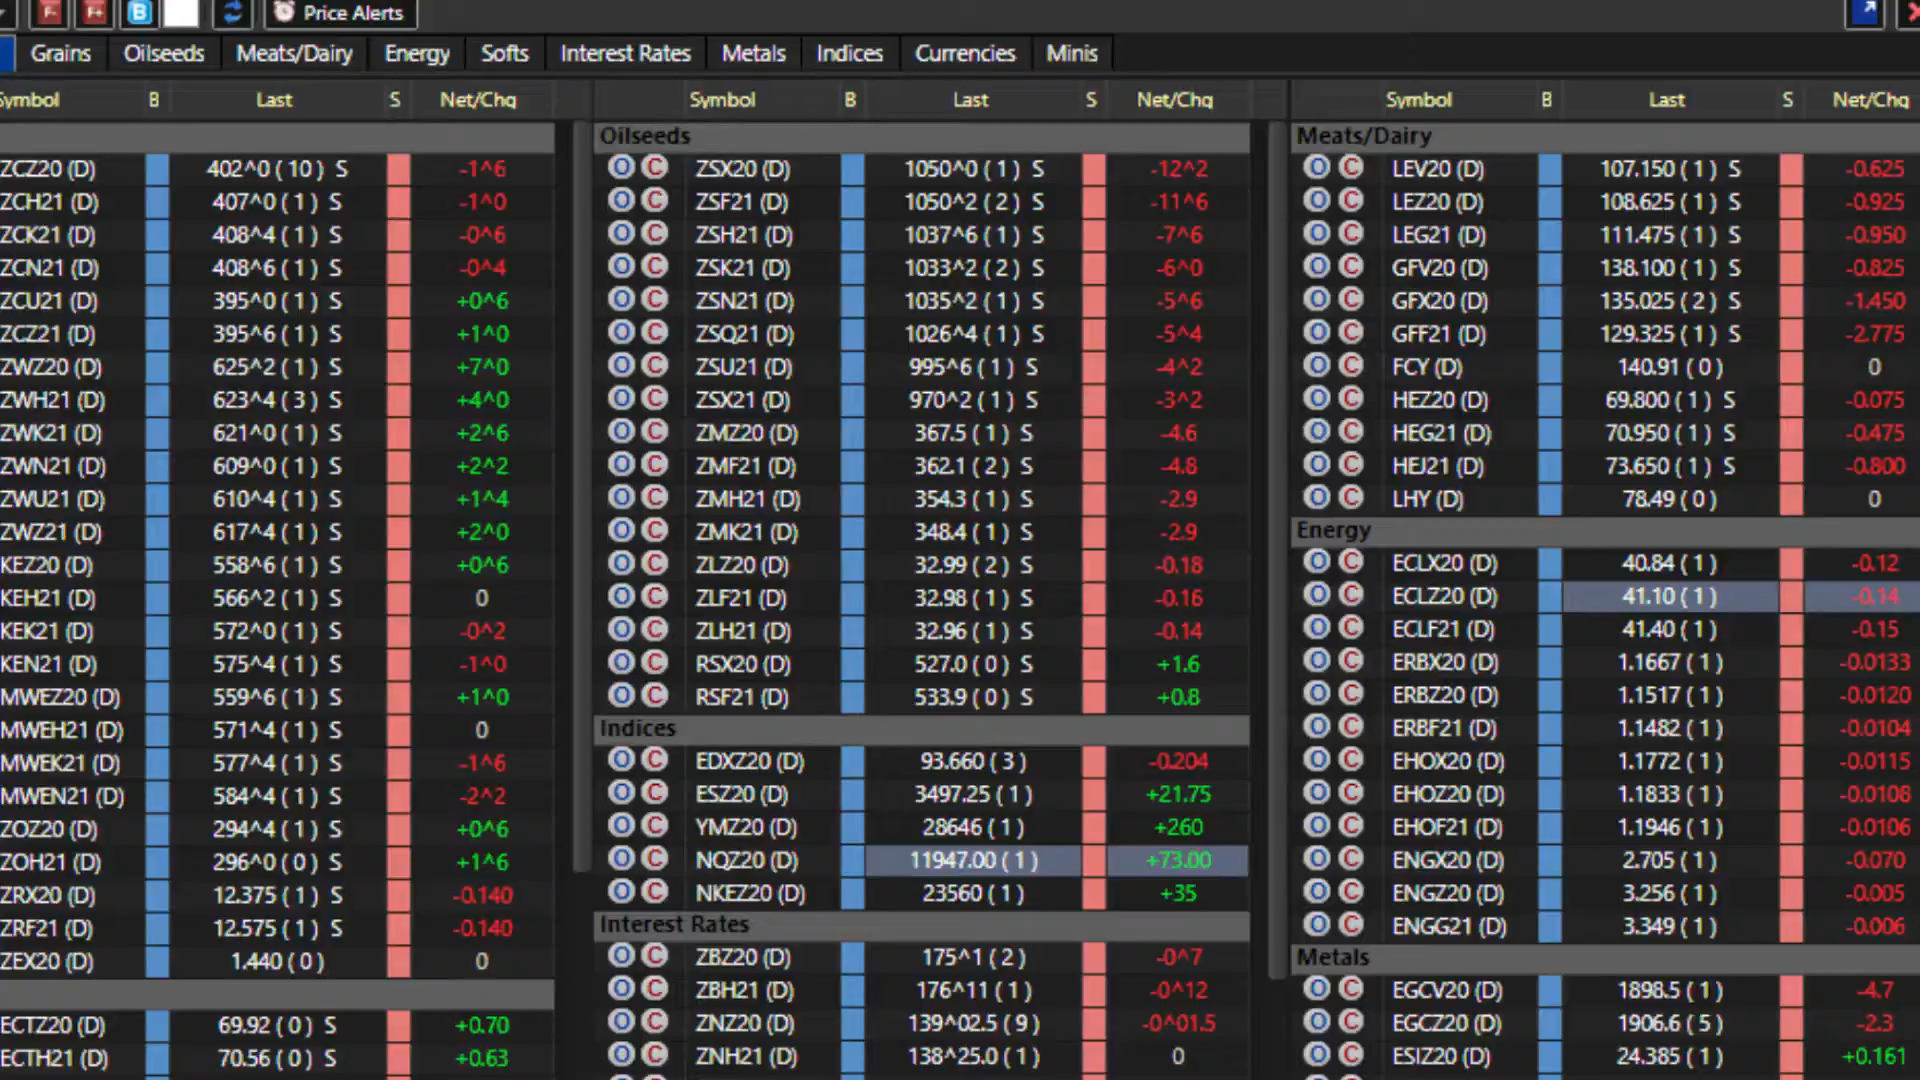 F- F+ B Price Alerts
Grains Oilseeds Meats/Dairy Energy Softs Interest Rates Metals Indices Currencies Minis
Symbol B Last S Net/Chg
ZCZ20 (D) 402^0 ( 10 ) S -1^6
ZCH21 (D) 407^0 ( 1 ) S -1^0
ZCK21 (D) 408^4 ( 1 ) S -0^6
ZCN21 (D) 408^6 ( 1 ) S -0^4
ZCU21 (D) 395^0 ( 1 ) S +0^6
ZCZ21 (D) 395^6 ( 1 ) S +1^0
ZWZ20 (D) 625^2 ( 1 ) S +7^0
ZWH21 (D) 623^4 ( 3 ) S +4^0
ZWK21 (D) 621^0 ( 1 ) S +2^6
ZWN21 (D) 609^0 ( 1 ) S +2^2
ZWU21 (D) 610^4 ( 1 ) S +1^4
ZWZ21 (D) 617^4 ( 1 ) S +2^0
KEZ20 (D) 558^6 ( 1 ) S +0^6
KEH21 (D) 566^2 ( 1 ) S 0
KEK21 (D) 572^0 ( 1 ) S -0^2
KEN21 (D) 575^4 ( 1 ) S -1^0
MWEZ20 (D) 559^6 ( 1 ) S +1^0
MWEH21 (D) 571^4 ( 1 ) S 0
MWEK21 (D) 577^4 ( 1 ) S -1^6
MWEN21 (D) 584^4 ( 1 ) S -2^2
ZOZ20 (D) 294^4 ( 1 ) S +0^6
ZOH21 (D) 296^0 ( 0 ) S +1^6
ZRX20 (D) 12.375 ( 1 ) S -0.140
ZRF21 (D) 12.575 ( 1 ) S -0.140
ZEX20 (D) 1.440 ( 0 ) 0
ECTZ20 (D) 69.92 ( 0 ) S +0.70
ECTH21 (D) 70.56 ( 0 ) S +0.63
Symbol B Last S Net/Chg
Oilseeds
O C ZSX20 (D) 1050^0 ( 1 ) S -12^2
O C ZSF21 (D) 1050^2 ( 2 ) S -11^6
O C ZSH21 (D) 1037^6 ( 1 ) S -7^6
O C ZSK21 (D) 1033^2 ( 2 ) S -6^0
O C ZSN21 (D) 1035^2 ( 1 ) S -5^6
O C ZSQ21 (D) 1026^4 ( 1 ) S -5^4
O C ZSU21 (D) 995^6 ( 1 ) S -4^2
O C ZSX21 (D) 970^2 ( 1 ) S -3^2
O C ZMZ20 (D) 367.5 ( 1 ) S -4.6
O C ZMF21 (D) 362.1 ( 2 ) S -4.8
O C ZMH21 (D) 354.3 ( 1 ) S -2.9
O C ZMK21 (D) 348.4 ( 1 ) S -2.9
O C ZLZ20 (D) 32.99 ( 2 ) S -0.18
O C ZLF21 (D) 32.98 ( 1 ) S -0.16
O C ZLH21 (D) 32.96 ( 1 ) S -0.14
O C RSX20 (D) 527.0 ( 0 ) S +1.6
O C RSF21 (D) 533.9 ( 0 ) S +0.8
Indices
O C EDXZ20 (D) 93.660 ( 3 ) -0.204
O C ESZ20 (D) 3497.25 ( 1 ) +21.75
O C YMZ20 (D) 28646 ( 1 ) +260
O C NQZ20 (D) 11947.00 ( 1 ) +73.00
O C NKEZ20 (D) 23560 ( 1 ) +35
Interest Rates
O C ZBZ20 (D) 175^1 ( 2 ) -0^7
O C ZBH21 (D) 176^11 ( 1 ) -0^12
O C ZNZ20 (D) 139^02.5 ( 9 ) -0^01.5
O C ZNH21 (D) 138^25.0 ( 1 ) 0
Symbol B Last S Net/Chg
Meats/Dairy
O C LEV20 (D) 107.150 ( 1 ) S -0.625
O C LEZ20 (D) 108.625 ( 1 ) S -0.925
O C LEG21 (D) 111.475 ( 1 ) S -0.950
O C GFV20 (D) 138.100 ( 1 ) S -0.825
O C GFX20 (D) 135.025 ( 2 ) S -1.450
O C GFF21 (D) 129.325 ( 1 ) S -2.775
O C FCY (D) 140.91 ( 0 ) 0
O C HEZ20 (D) 69.800 ( 1 ) S -0.075
O C HEG21 (D) 70.950 ( 1 ) S -0.475
O C HEJ21 (D) 73.650 ( 1 ) S -0.800
O C LHY (D) 78.49 ( 0 ) 0
Energy
O C ECLX20 (D) 40.84 ( 1 ) -0.12
O C ECLZ20 (D) 41.10 ( 1 ) -0.14
O C ECLF21 (D) 41.40 ( 1 ) -0.15
O C ERBX20 (D) 1.1667 ( 1 ) -0.0133
O C ERBZ20 (D) 1.1517 ( 1 ) -0.0120
O C ERBF21 (D) 1.1482 ( 1 ) -0.0104
O C EHOX20 (D) 1.1772 ( 1 ) -0.0115
O C EHOZ20 (D) 1.1833 ( 1 ) -0.0108
O C EHOF21 (D) 1.1946 ( 1 ) -0.0106
O C ENGX20 (D) 2.705 ( 1 ) -0.070
O C ENGZ20 (D) 3.256 ( 1 ) -0.005
O C ENGG21 (D) 3.349 ( 1 ) -0.006
Metals
O C EGCV20 (D) 1898.5 ( 1 ) -4.7
O C EGCZ20 (D) 1906.6 ( 5 ) -2.3
O C ESIZ20 (D) 24.385 ( 1 ) +0.161